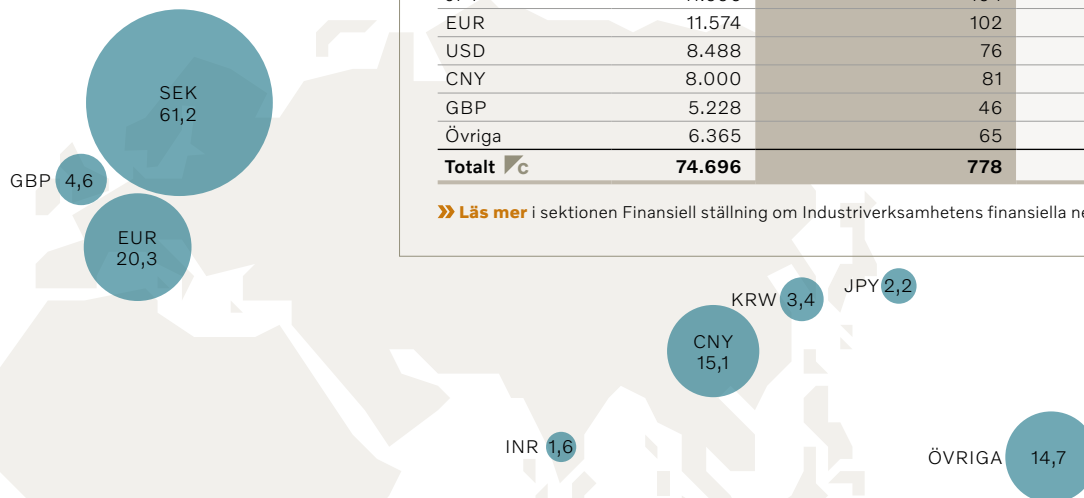 EUR 11.574 102
USD 8.488 76
CNY 8.000 81
GBP 5.228 46
Övriga 6.365 65
Totalt c 74.696 778
Läs mer i sektionen Finansiell ställning om Industriverksamhetens finansiella
SEK
61,2
GBP 4,6
EUR
20,3
KRW 3,4
JPY 2,2
CNY
15,1
INR 1,6
ÖVRIGA 14,7